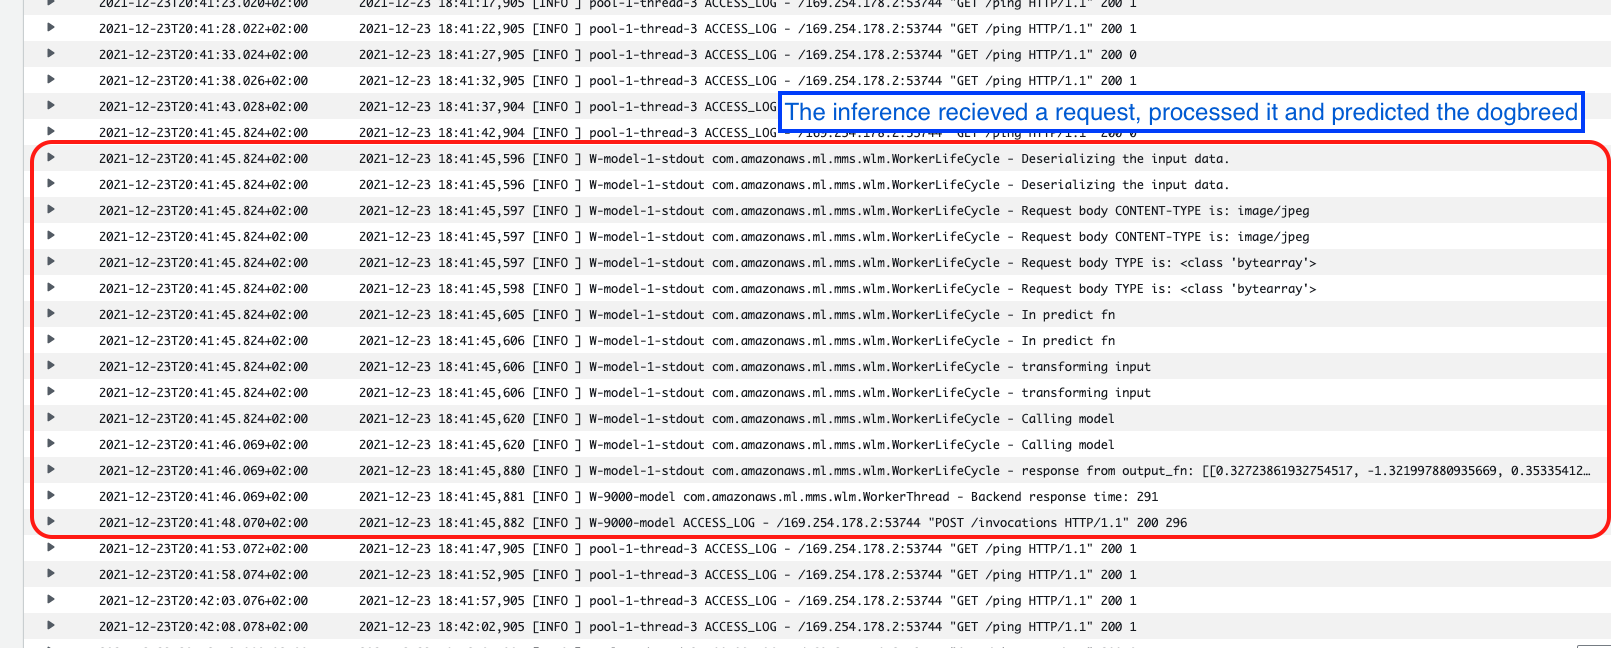 2021-12-23T20:41:23.020+02:00 2021-12-23 18:41:17,905 [INFO ] pool-1-thread-3 ACCESS_LOG - /169.254.178.2:53744 "GET /ping HTTP/1.1" 200 1
2021-12-23T20:41:28.022+02:00 2021-12-23 18:41:22,905 [INFO ] pool-1-thread-3 ACCESS_LOG - /169.254.178.2:53744 "GET /ping HTTP/1.1" 200 1
2021-12-23T20:41:33.024+02:00 2021-12-23 18:41:27,905 [INFO ] pool-1-thread-3 ACCESS_LOG - /169.254.178.2:53744 "GET /ping HTTP/1.1" 200 0
2021-12-23T20:41:38.026+02:00 2021-12-23 18:41:32,905 [INFO ] pool-1-thread-3 ACCESS_LOG - /169.254.178.2:53744 "GET /ping HTTP/1.1" 200 1
2021-12-23T20:41:43.028+02:00 2021-12-23 18:41:37,904 [INFO ] pool-1-thread-3 ACCESS_LOG
The inference recieved a request, processed it and predicted the dogbreed
2021-12-23T20:41:45.824+02:00 2021-12-23 18:41:42,904 [INFO ] pool-1-thread-3 ACCESS_LOG - /169.254.178.2:53744 "GET /ping HTTP/1.1" 200 0
2021-12-23T20:41:45.824+02:00 2021-12-23 18:41:45,596 [INFO ] W-model-1-stdout com.amazonaws.ml.mms.wlm.WorkerLifeCycle - Deserializing the input data.
2021-12-23T20:41:45.824+02:00 2021-12-23 18:41:45,596 [INFO ] W-model-1-stdout com.amazonaws.ml.mms.wlm.WorkerLifeCycle - Deserializing the input data.
2021-12-23T20:41:45.824+02:00 2021-12-23 18:41:45,597 [INFO ] W-model-1-stdout com.amazonaws.ml.mms.wlm.WorkerLifeCycle - Request body CONTENT-TYPE is: image/jpeg
2021-12-23T20:41:45.824+02:00 2021-12-23 18:41:45,597 [INFO ] W-model-1-stdout com.amazonaws.ml.mms.wlm.WorkerLifeCycle - Request body CONTENT-TYPE is: image/jpeg
2021-12-23T20:41:45.824+02:00 2021-12-23 18:41:45,597 [INFO ] W-model-1-stdout com.amazonaws.ml.mms.wlm.WorkerLifeCycle - Request body TYPE is: <class 'bytearray'>
2021-12-23T20:41:45.824+02:00 2021-12-23 18:41:45,598 [INFO ] W-model-1-stdout com.amazonaws.ml.mms.wlm.WorkerLifeCycle - Request body TYPE is: <class 'bytearray'>
2021-12-23T20:41:45.824+02:00 2021-12-23 18:41:45,605 [INFO ] W-model-1-stdout com.amazonaws.ml.mms.wlm.WorkerLifeCycle - In predict fn
2021-12-23T20:41:45.824+02:00 2021-12-23 18:41:45,606 [INFO ] W-model-1-stdout com.amazonaws.ml.mms.wlm.WorkerLifeCycle - In predict fn
2021-12-23T20:41:45.824+02:00 2021-12-23 18:41:45,606 [INFO ] W-model-1-stdout com.amazonaws.ml.mms.wlm.WorkerLifeCycle - transforming input
2021-12-23T20:41:45.824+02:00 2021-12-23 18:41:45,606 [INFO ] W-model-1-stdout com.amazonaws.ml.mms.wlm.WorkerLifeCycle - transforming input
2021-12-23T20:41:45.824+02:00 2021-12-23 18:41:45,620 [INFO ] W-model-1-stdout com.amazonaws.ml.mms.wlm.WorkerLifeCycle - Calling model
2021-12-23T20:41:46.069+02:00 2021-12-23 18:41:45,620 [INFO ] W-model-1-stdout com.amazonaws.ml.mms.wlm.WorkerLifeCycle - Calling model
2021-12-23T20:41:46.069+02:00 2021-12-23 18:41:45,880 [INFO ] W-model-1-stdout com.amazonaws.ml.mms.wlm.WorkerLifeCycle - response from output_fn: [[0.32723861932754517, -1.321997880935669, 0.35335412…
2021-12-23T20:41:46.069+02:00 2021-12-23 18:41:45,881 [INFO ] W-9000-model com.amazonaws.ml.mms.wlm.WorkerThread - Backend response time: 291
2021-12-23T20:41:48.070+02:00 2021-12-23 18:41:45,882 [INFO ] W-9000-model ACCESS_LOG - /169.254.178.2:53744 "POST /invocations HTTP/1.1" 200 296
2021-12-23T20:41:53.072+02:00 2021-12-23 18:41:47,905 [INFO ] pool-1-thread-3 ACCESS_LOG - /169.254.178.2:53744 "GET /ping HTTP/1.1" 200 1
2021-12-23T20:41:58.074+02:00 2021-12-23 18:41:52,905 [INFO ] pool-1-thread-3 ACCESS_LOG - /169.254.178.2:53744 "GET /ping HTTP/1.1" 200 1
2021-12-23T20:42:03.076+02:00 2021-12-23 18:41:57,905 [INFO ] pool-1-thread-3 ACCESS_LOG - /169.254.178.2:53744 "GET /ping HTTP/1.1" 200 1
2021-12-23T20:42:08.078+02:00 2021-12-23 18:42:02,905 [INFO ] pool-1-thread-3 ACCESS_LOG - /169.254.178.2:53744 "GET /ping HTTP/1.1" 200 1